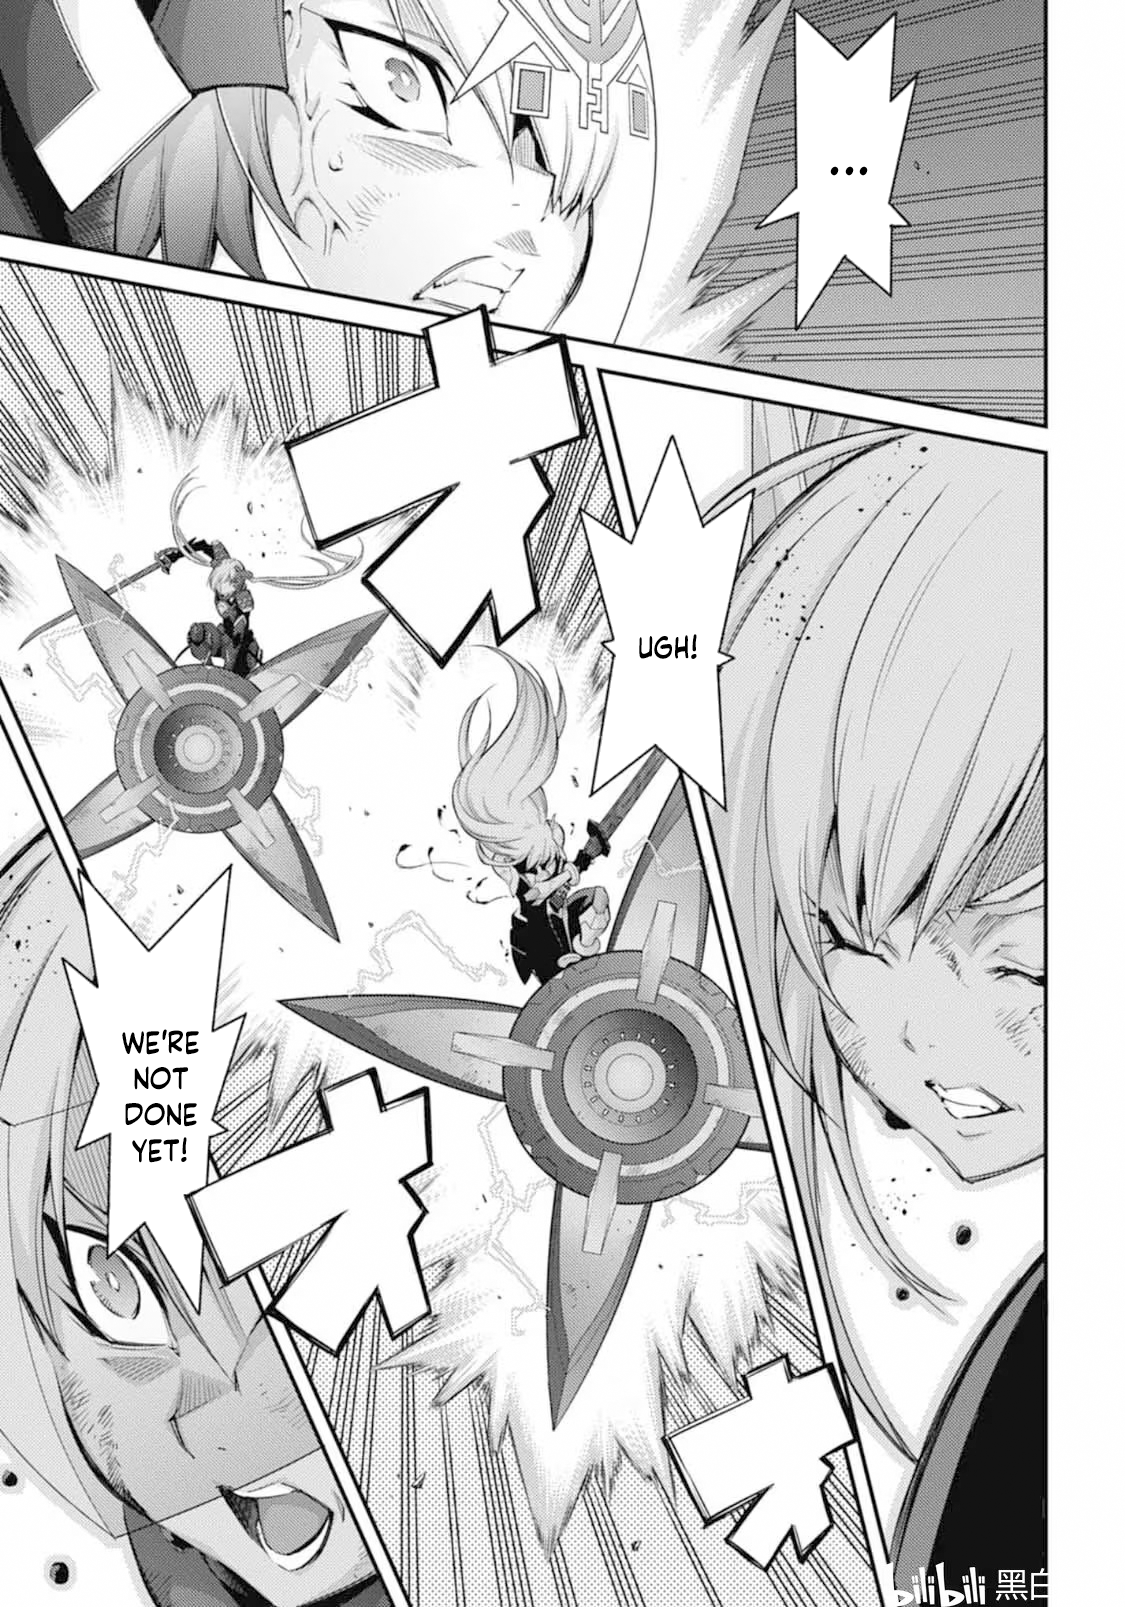 ...
オ
UGH!
オ
WE'RE
NOT
DONE
YET!
オ
bilibili 黑白